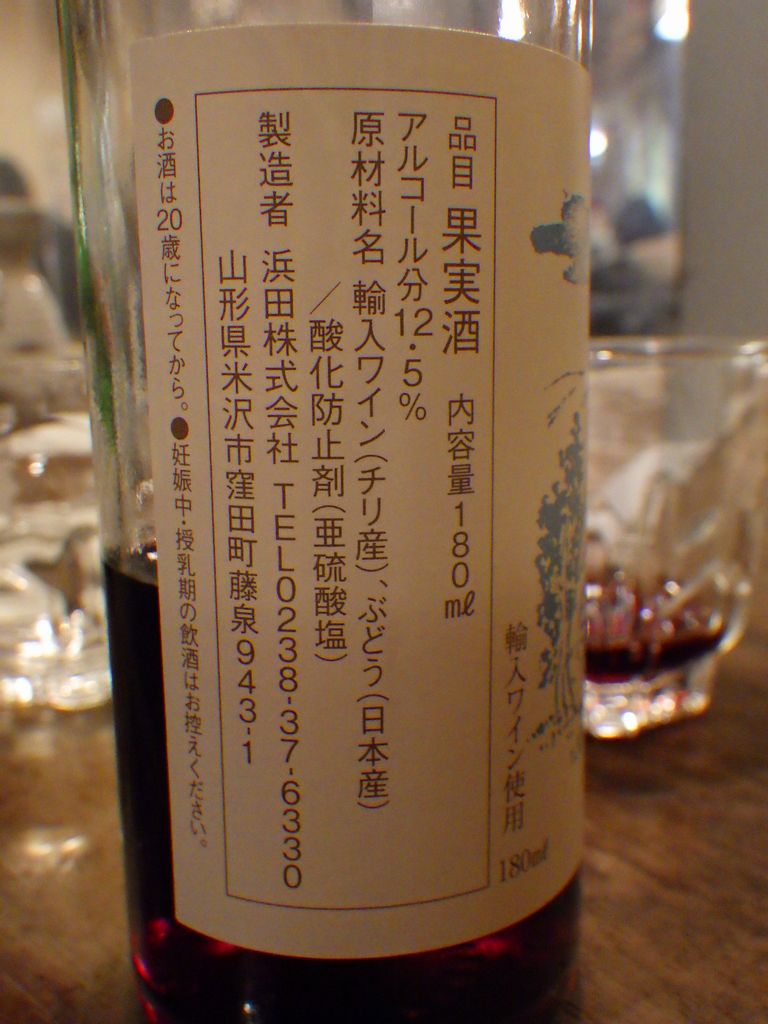 輸入ワイン使用
180ml
品目 果実酒 内容量180ml
アルコール分12.5%
原材料名 輸入ワイン(チリ産)、ぶどう(日本産)
/酸化防止剤(亜硫酸塩)
製造者 浜田株式会社 TEL0238-37-6330
山形県米沢市窪田町藤泉943-1
●お酒は20歳になってから。●妊娠中・授乳期の飲酒はお控えください。